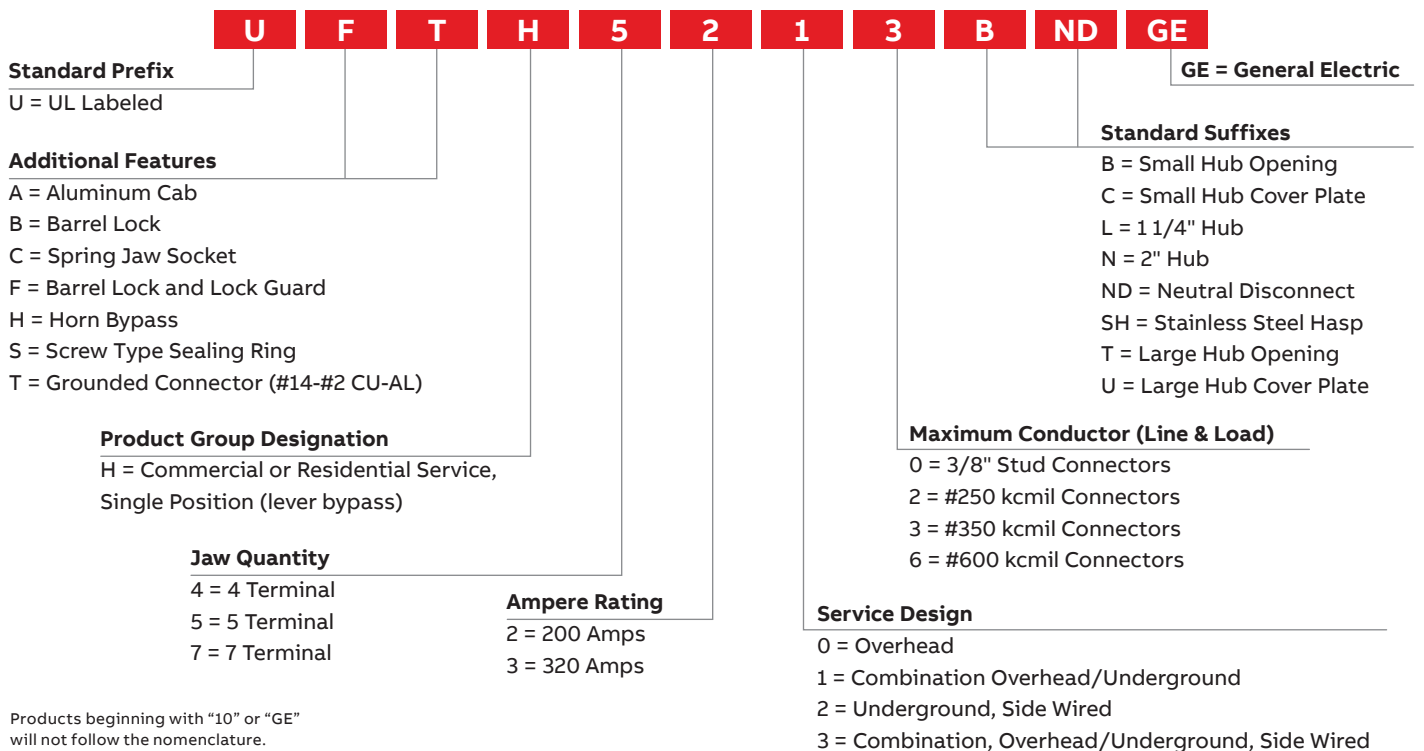 U F T H 5 2 1 3 B ND GE
Standard Prefix
U = UL Labeled
GE = General Electric
Additional Features
A = Aluminum Cab
B = Barrel Lock
C = Spring Jaw Socket
F = Barrel Lock and Lock Guard
H = Horn Bypass
S = Screw Type Sealing Ring
T = Grounded Connector (#14-#2 CU-AL)
Standard Suffixes
B = Small Hub Opening
C = Small Hub Cover Plate
L = 1 1/4" Hub
N = 2" Hub
ND = Neutral Disconnect
SH = Stainless Steel Hasp
T = Large Hub Opening
U = Large Hub Cover Plate
Product Group Designation
H = Commercial or Residential Service,
Single Position (lever bypass)
Maximum Conductor (Line & Load)
0 = 3/8" Stud Connectors
2 = #250 kcmil Connectors
3 = #350 kcmil Connectors
6 = #600 kcmil Connectors
Jaw Quantity
4 = 4 Terminal
5 = 5 Terminal
7 = 7 Terminal
Ampere Rating
2 = 200 Amps
3 = 320 Amps
Service Design
0 = Overhead
1 = Combination Overhead/Underground
2 = Underground, Side Wired
3 = Combination, Overhead/Underground, Side Wired
Products beginning with “10” or “GE”
will not follow the nomenclature.